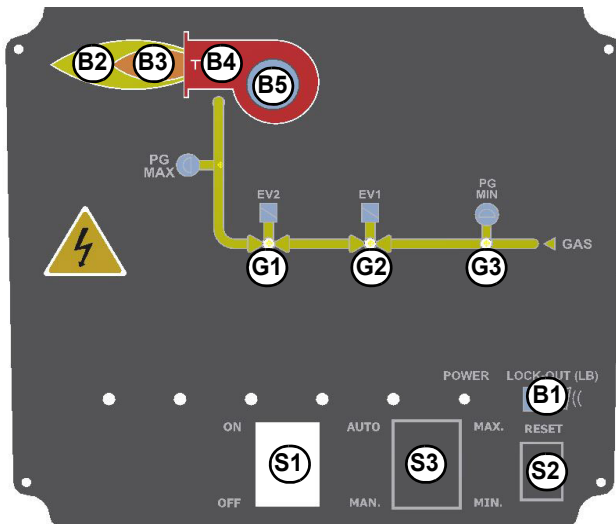 B2 B3 T B4
B5
PG
MAX
EV2 EV1 PG
MIN
GAS
G1 G2 G3
POWER LOCK-OUT (LB)
B1
ON AUTO MAX. RESET
S1 S3 S2
OFF MAN. MIN.